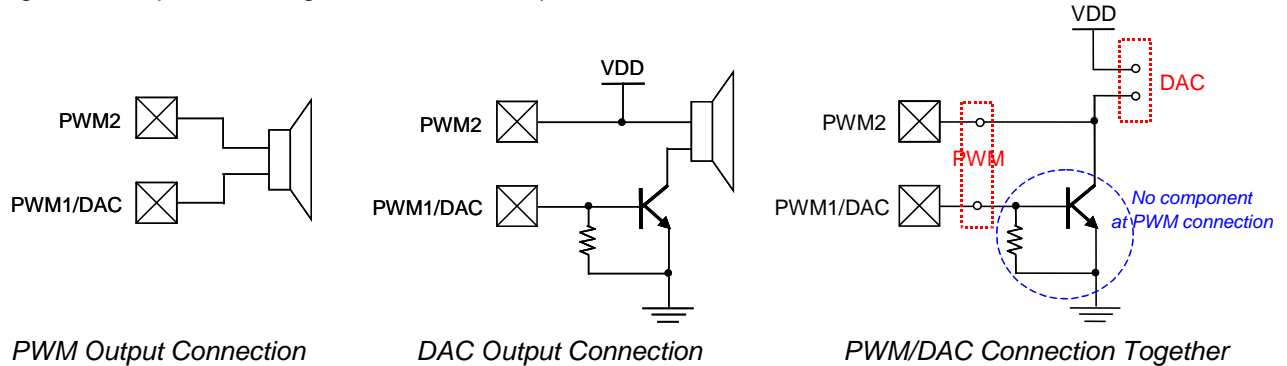 PWM2
PWM1/DAC
PWM Output Connection
VDD
PWM2
PWM1/DAC
DAC Output Connection
VDD
DAC
PWM2
PWM
PWM1/DAC
No component
at PWM connection
PWM/DAC Connection Together